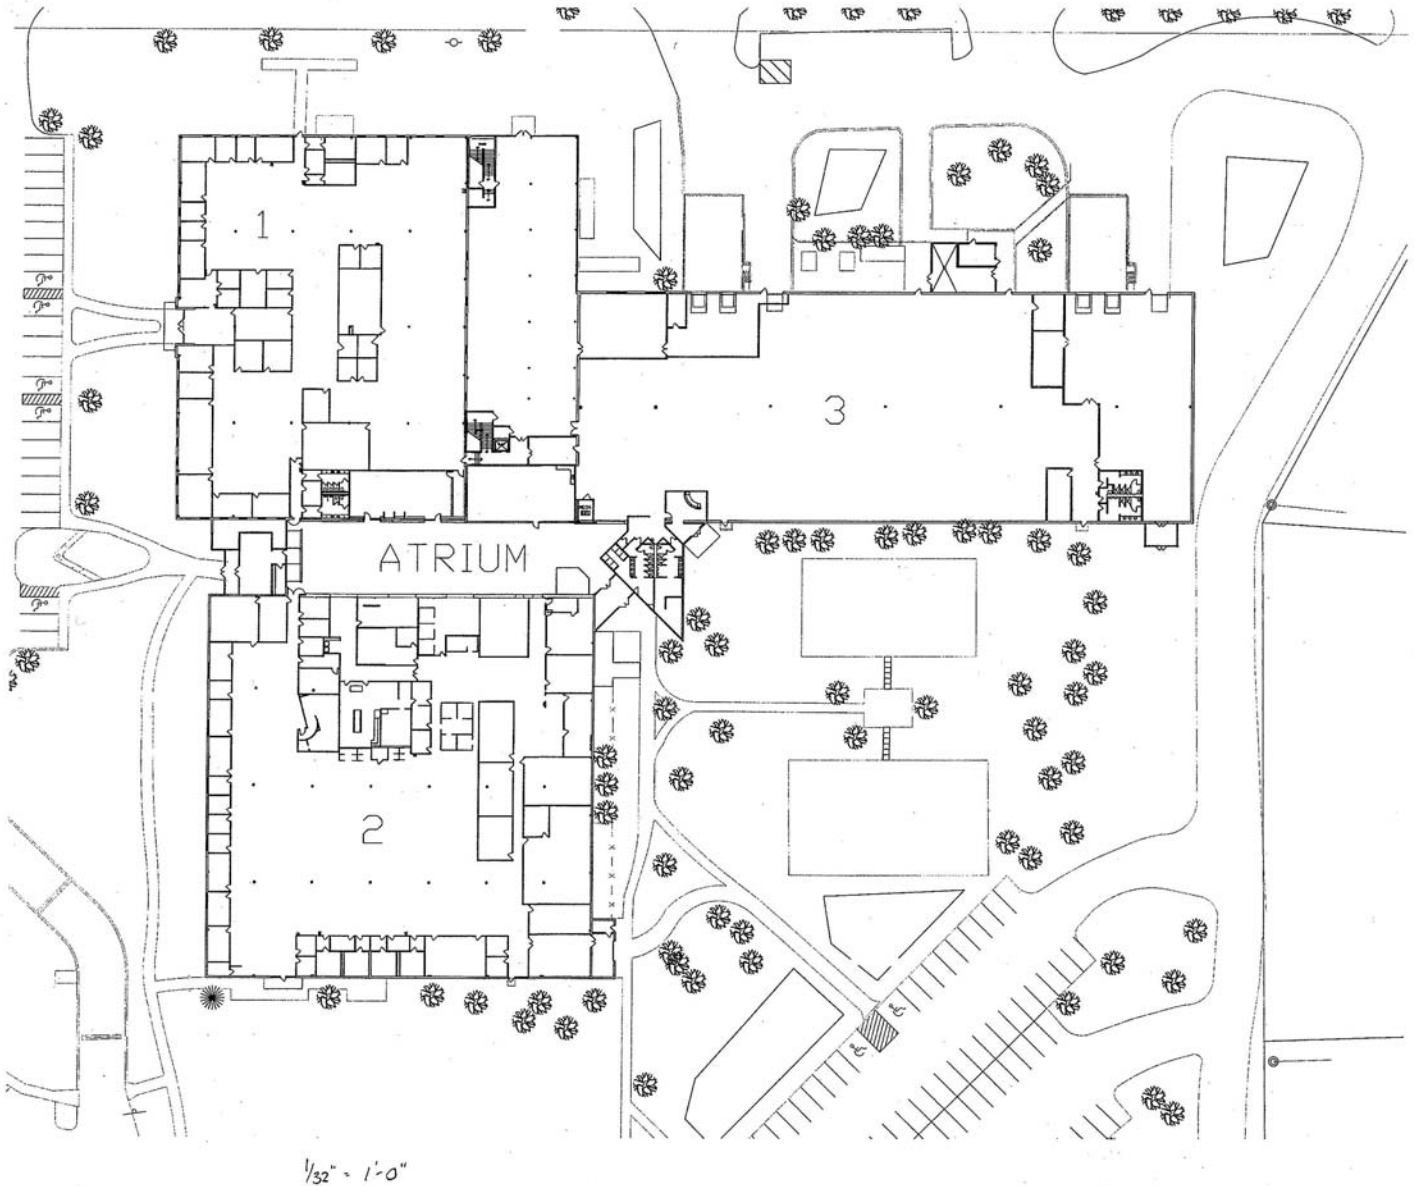 1
3
ATRIUM
2
1/32" = 1'-0"